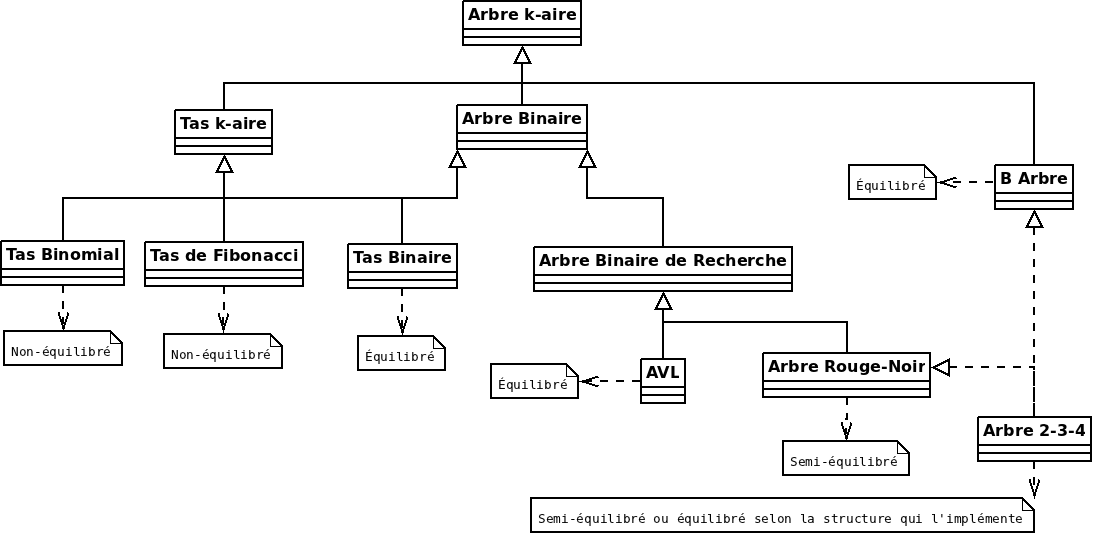 Arbre k-aire
Tas k-aire
Arbre Binaire
Équilibré
B Arbre
Tas Binomial
Tas de Fibonacci
Tas Binaire
Arbre Binaire de Recherche
Non-équilibré
Non-équilibré
Équilibré
Équilibré
AVL
Arbre Rouge-Noir
Arbre 2-3-4
Semi-équilibré
Semi-équilibré ou équilibré selon la structure qui l'implémente